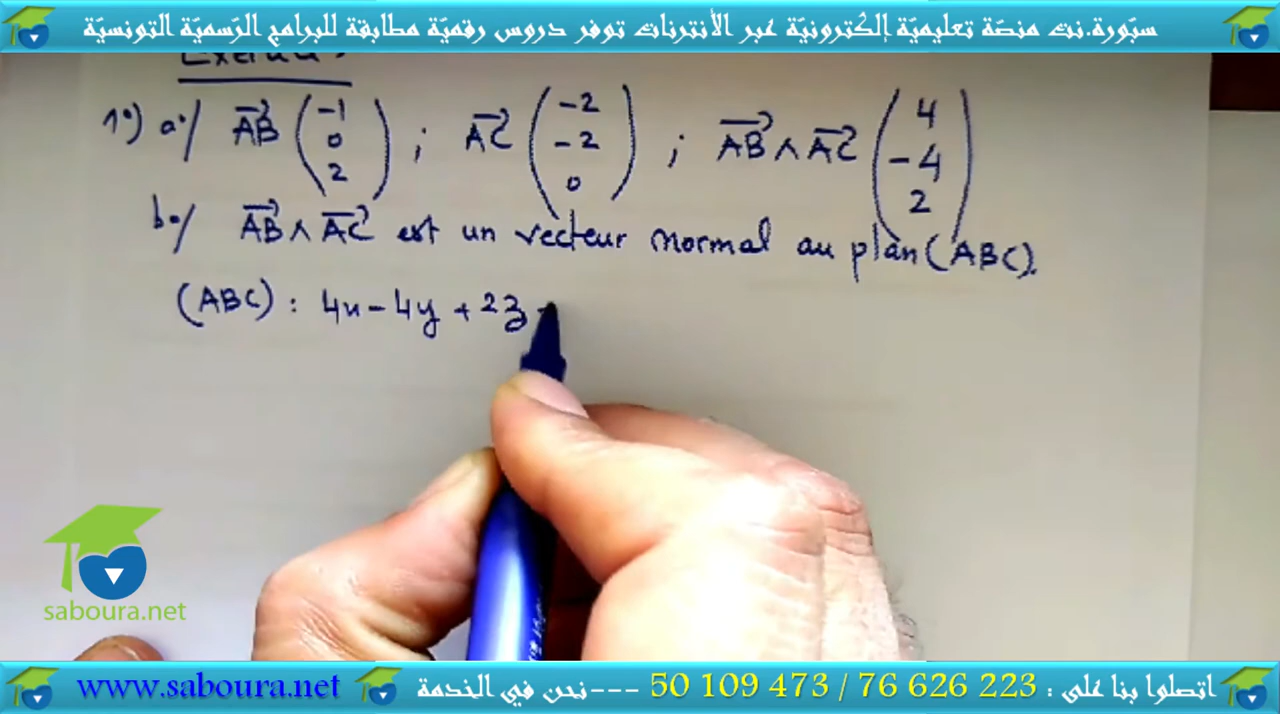 سبّورة.نت منصّة تعليميّة إلكترونيّة عبر الأنترنات توفر دروس رقميّة مطابقة للبرامج الرّسميّة التونسيّة
1°) a°/ AB⃗ (-1 0 2) ; AC⃗ (-2 -2 0) ; AB⃗ ∧ AC⃗ (4 -4 2)
b°/ AB⃗ ∧ AC⃗ est un vecteur normal au plan (ABC).
(ABC) : 4x - 4y + 2z
saboura.net
www.saboura.net نحن في الخدمة--- 50 109 473 / 76 626 223 : اتصلوا بنا على